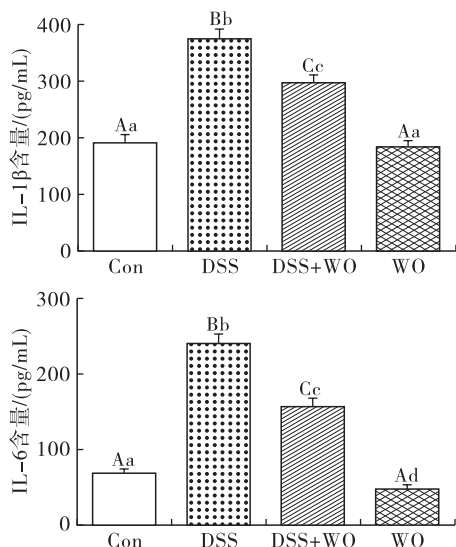 IL-1β含量/(pg/mL)
400
300
200
100
0
Aa
Bb
Cc
Aa
Con
DSS
DSS+WO
WO
IL-6含量/(pg/mL)
300
200
100
0
Aa
Bb
Cc
Ad
Con
DSS
DSS+WO
WO